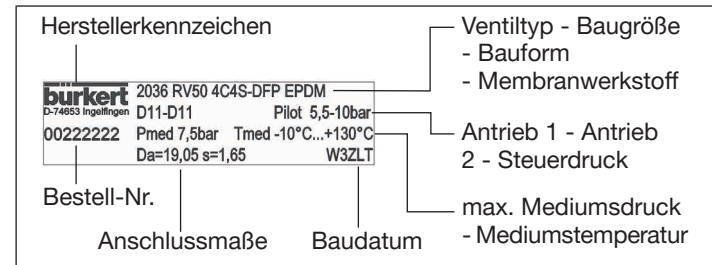 Herstellerkennzeichen
Ventiltyp - Baugröße
- Bauform
- Membranwerkstoff
bürkert
D-74653 Ingelfingen
2036 RV50 4C4S-DFP EPDM
D11-D11 Pilot 5,5-10bar
00222222
Pmed 7,5bar Tmed -10°C...+130°C
Da=19,05 s=1,65 W3ZLT
Antrieb 1 - Antrieb
2 - Steuerdruck
max. Mediumsdruck
- Mediumstemperatur
Bestell-Nr.
Anschlussmaße
Baudatum